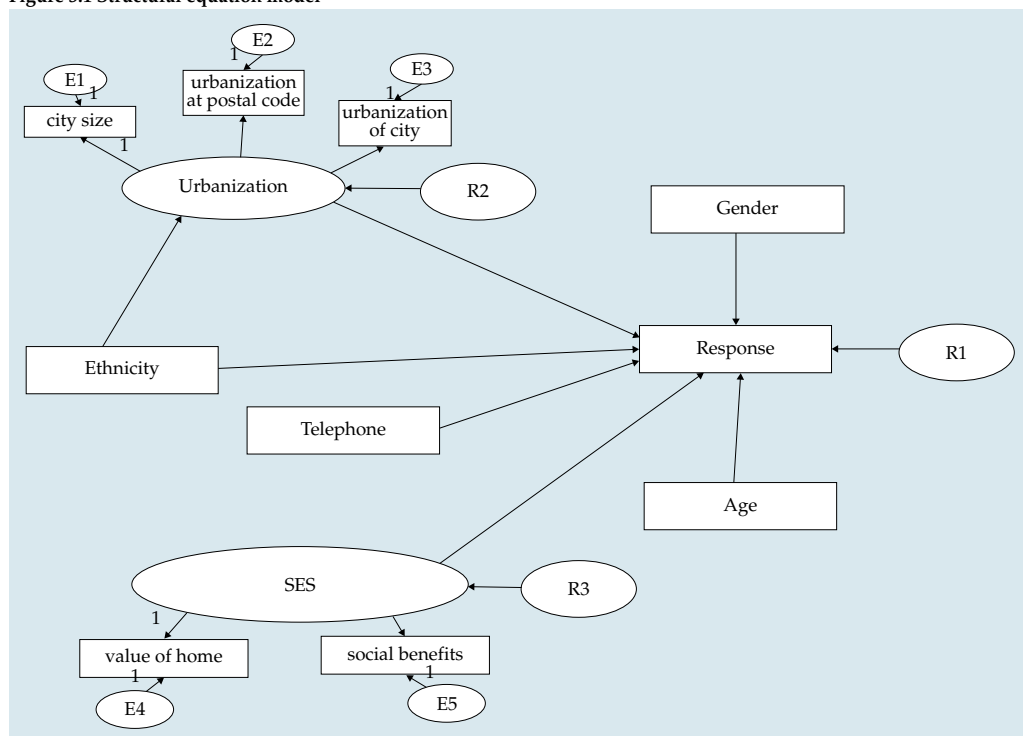 Figure 5.1 Structural equation model
E2
1
E1
1
urbanization
at postal code
E3
1
city size
urbanization
of city
1
Urbanization
R2
Gender
Response
R1
Ethnicity
Telephone
Age
SES
R3
1
value of home
social benefits
1
1
E4
E5